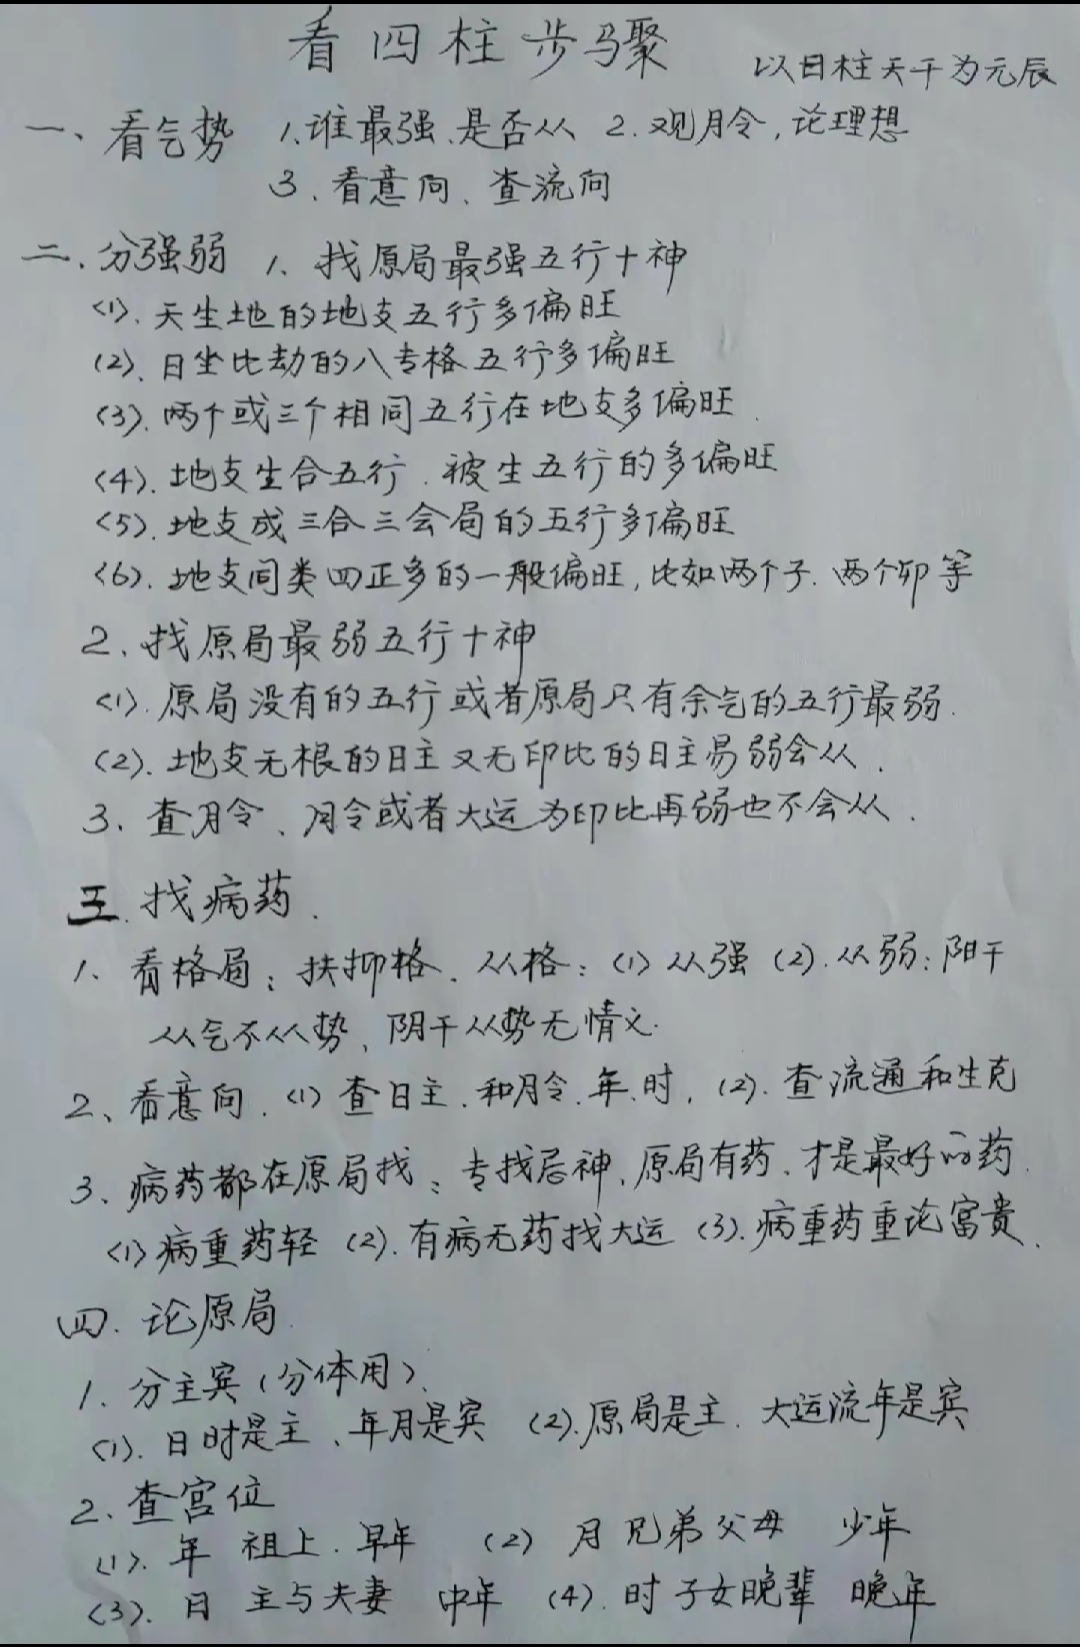 看四柱步骤
以日柱天干为元辰
一、看气势 1、谁最强、是否从 2、观月令,论理想
3、看意向、查流向
二、分强弱 1、找原局最强五行十神
(1)、天生地的地支五行多偏旺
(2)、日坐比劫的八专格五行多偏旺
(3)、两个或三个相同五行在地支多偏旺.
(4)、地支生合五行、被生五行的多偏旺
(5)、地支成三合三会局的五行多偏旺
(6)、地支同类四正多的一般偏旺,比如两个子、两个卯等
2、找原局最弱五行十神
(1)、原局没有的五行或者原局只有余气的五行最弱.
(2)、地支无根的日主又无印比的日主易弱会从.
3、查月令、月令或者大运为印比再弱也不会从.
三、找病药.
1、看格局:扶抑格、从格:(1)从强(2)、从弱:阳干
从气不从势、阴干从势无情义.
2、看意向.(1)查日主、和月令、年、时,(2)、查流通和生克
3、病药都在原局找:专找忌神、原局有药、才是最好的药.
(1)病重药轻(2)、有病无药找大运(3)、病重药重论富贵.
四、论原局.
1、分主宾(分体用).
(1)、日时是主、年月是宾(2)、原局是主、大运流年是宾
2、查宫位
(1)、年 祖上、早年 (2)月 兄弟父母 少年
(3)、日 主与夫妻 中年 (4)、时 子女晚辈 晚年